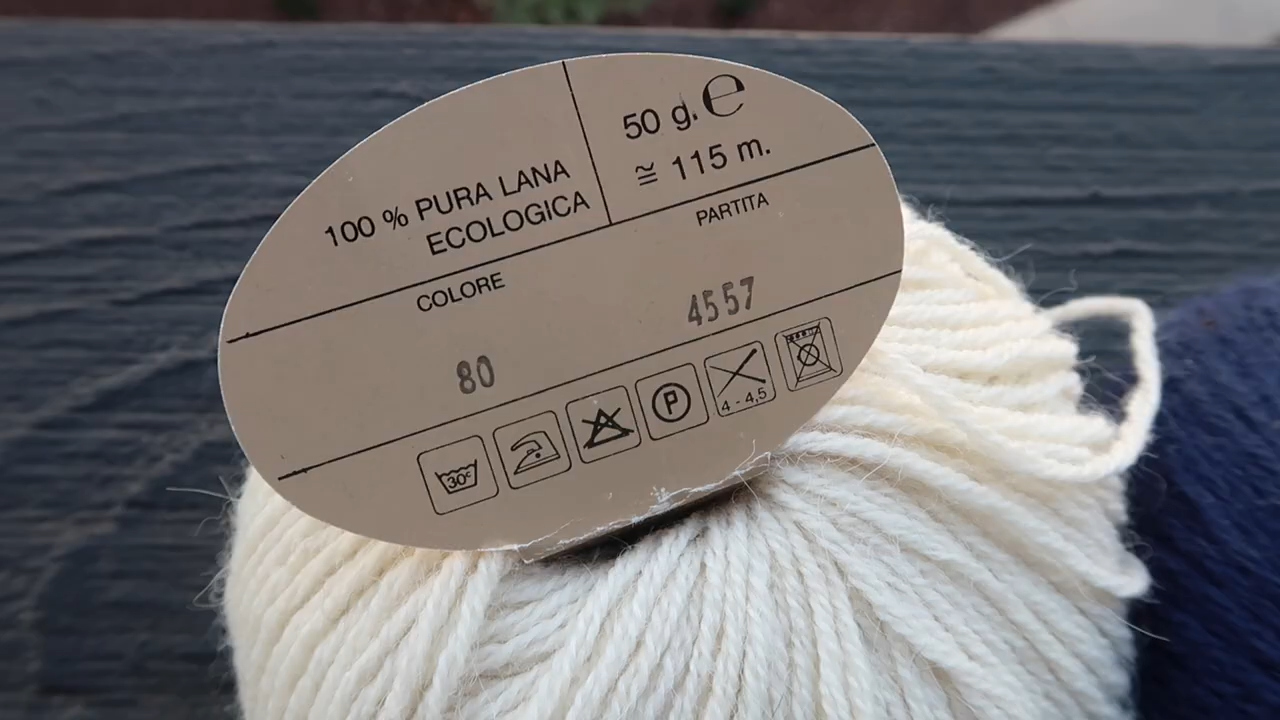 100 % PURA LANA
ECOLOGICA
50 g. ℮
≅ 115 m.
COLORE
80
PARTITA
4557
30°
P
4 - 4,5